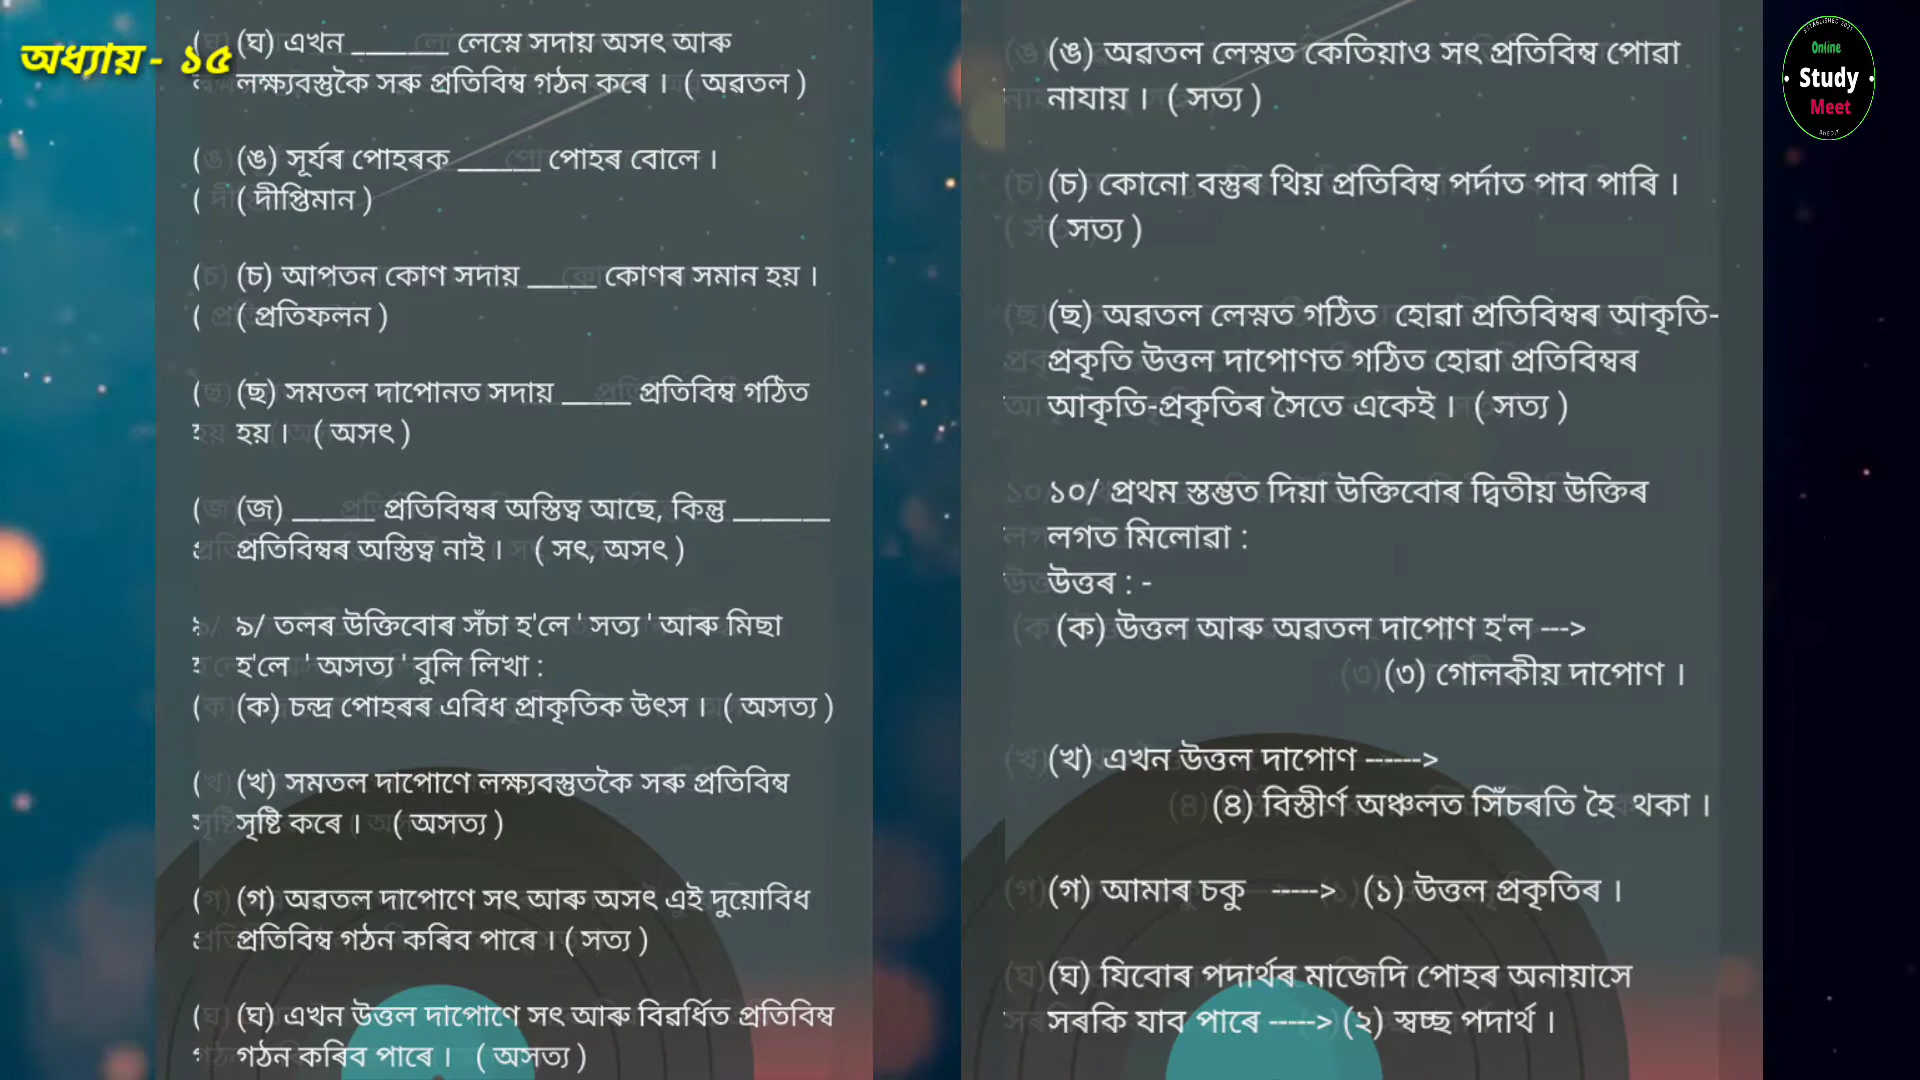 অধ্যায় - ১৫
(ঘ) এখন _____ লেন্সে সদায় অসৎ আৰু
লক্ষ্যবস্তুকৈ সৰু প্ৰতিবিম্ব গঠন কৰে । ( অৱতল )
(ঙ) সূৰ্যৰ পোহৰক ______ পোহৰ বোলে ।
( দীপ্তিমান )
(চ) আপতন কোণ সদায় _____ কোণৰ সমান হয় ।
( প্ৰতিফলন )
(ছ) সমতল দাপোনত সদায় _____ প্ৰতিবিম্ব গঠিত
হয় । ( অসৎ )
(জ) ______ প্ৰতিবিম্বৰ অস্তিত্ব আছে, কিন্তু _______
প্ৰতিবিম্বৰ অস্তিত্ব নাই । ( সৎ, অসৎ )
৯/ তলৰ উক্তিবোৰ সঁচা হ'লে ' সত্য ' আৰু মিছা
হ'লে ' অসত্য ' বুলি লিখা :
(ক) চন্দ্ৰ পোহৰৰ এবিধ প্ৰাকৃতিক উৎস । ( অসত্য )
(খ) সমতল দাপোণে লক্ষ্যবস্তুতকৈ সৰু প্ৰতিবিম্ব
সৃষ্টি কৰে । ( অসত্য )
(গ) অৱতল দাপোণে সৎ আৰু অসৎ এই দুয়োবিধ
প্ৰতিবিম্ব গঠন কৰিব পাৰে । ( সত্য )
(ঘ) এখন উত্তল দাপোণে সৎ আৰু বিৱৰ্ধিত প্ৰতিবিম্ব
গঠন কৰিব পাৰে । ( অসত্য )
(ঙ) অৱতল লেন্সত কেতিয়াও সৎ প্ৰতিবিম্ব পোৱা
নাযায় । ( সত্য )
(চ) কোনো বস্তুৰ থিয় প্ৰতিবিম্ব পৰ্দাত পাব পাৰি ।
( সত্য )
(ছ) অৱতল লেন্সত গঠিত হোৱা প্ৰতিবিম্বৰ আকৃতি-
প্ৰকৃতি উত্তল দাপোণত গঠিত হোৱা প্ৰতিবিম্বৰ
আকৃতি-প্ৰকৃতিৰ সৈতে একেই । ( সত্য )
১০/ প্ৰথম স্তম্ভত দিয়া উক্তিবোৰ দ্বিতীয় উক্তিৰ
লগত মিলোৱা :
উত্তৰ : -
(ক) উত্তল আৰু অৱতল দাপোণ হ'ল --->
(৩) গোলকীয় দাপোণ ।
(খ) এখন উত্তল দাপোণ ------>
(৪) বিস্তীৰ্ণ অঞ্চলত সিঁচৰতি হৈ থকা ।
(গ) আমাৰ চকু -----> (১) উত্তল প্ৰকৃতিৰ ।
(ঘ) যিবোৰ পদাৰ্থৰ মাজেদি পোহৰ অনায়াসে
সৰকি যাব পাৰে -----> (২) স্বচ্ছ পদাৰ্থ ।
Online
Study
Meet